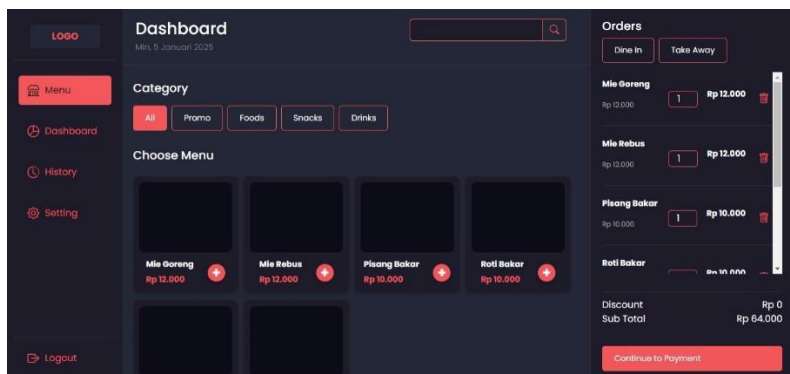 LOGO
Menu
Dashboard
History
Setting
Logout
Dashboard
Min, 5 Januari 2025
Category
All
Promo
Foods
Snacks
Drinks
Choose Menu
Mie Goreng
Rp 12.000
Mie Rebus
Rp 12.000
Pisang Bakar
Rp 10.000
Roti Bakar
Rp 10.000
Orders
Dine In
Take Away
Mie Goreng
Rp 12.000
1
Rp 12.000
Mie Rebus
Rp 12.000
1
Rp 12.000
Pisang Bakar
Rp 10.000
1
Rp 10.000
Roti Bakar
Rp 10.000
Discount
Rp 0
Sub Total
Rp 64.000
Continue to Payment